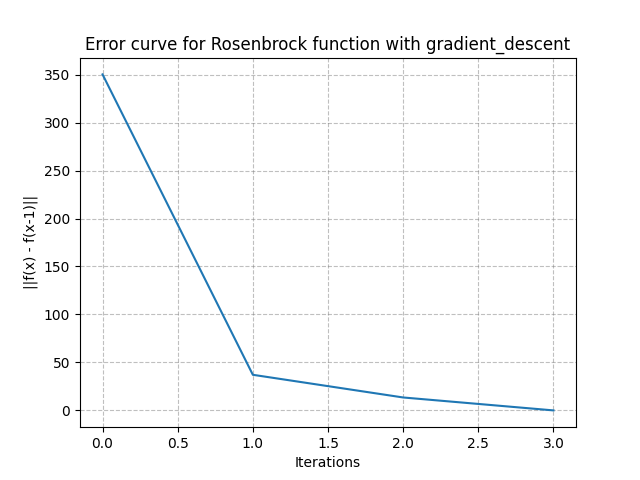 Error curve for Rosenbrock function with gradient_descent
350
300
250
200
150
100
50
0
||f(x) - f(x-1)||
0.0 0.5 1.0 1.5 2.0 2.5 3.0
Iterations